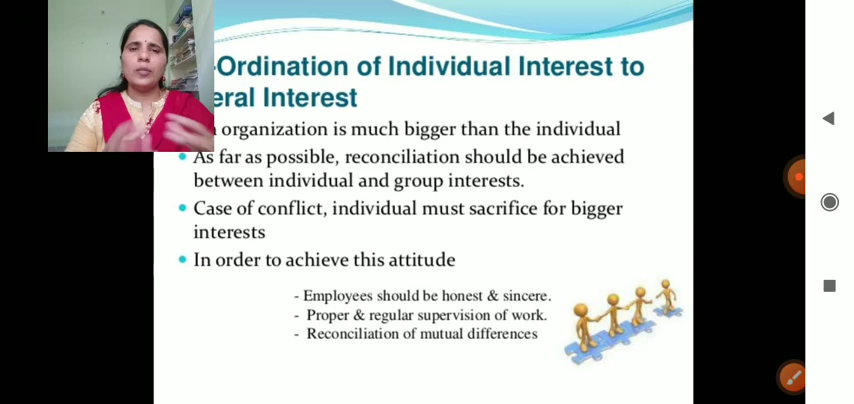 -Ordination of Individual Interest to
eral Interest
organization is much bigger than the individual
As far as possible, reconciliation should be achieved
between individual and group interests.
Case of conflict, individual must sacrifice for bigger
interests
In order to achieve this attitude
- Employees should be honest & sincere.
- Proper & regular supervision of work.
- Reconciliation of mutual differences